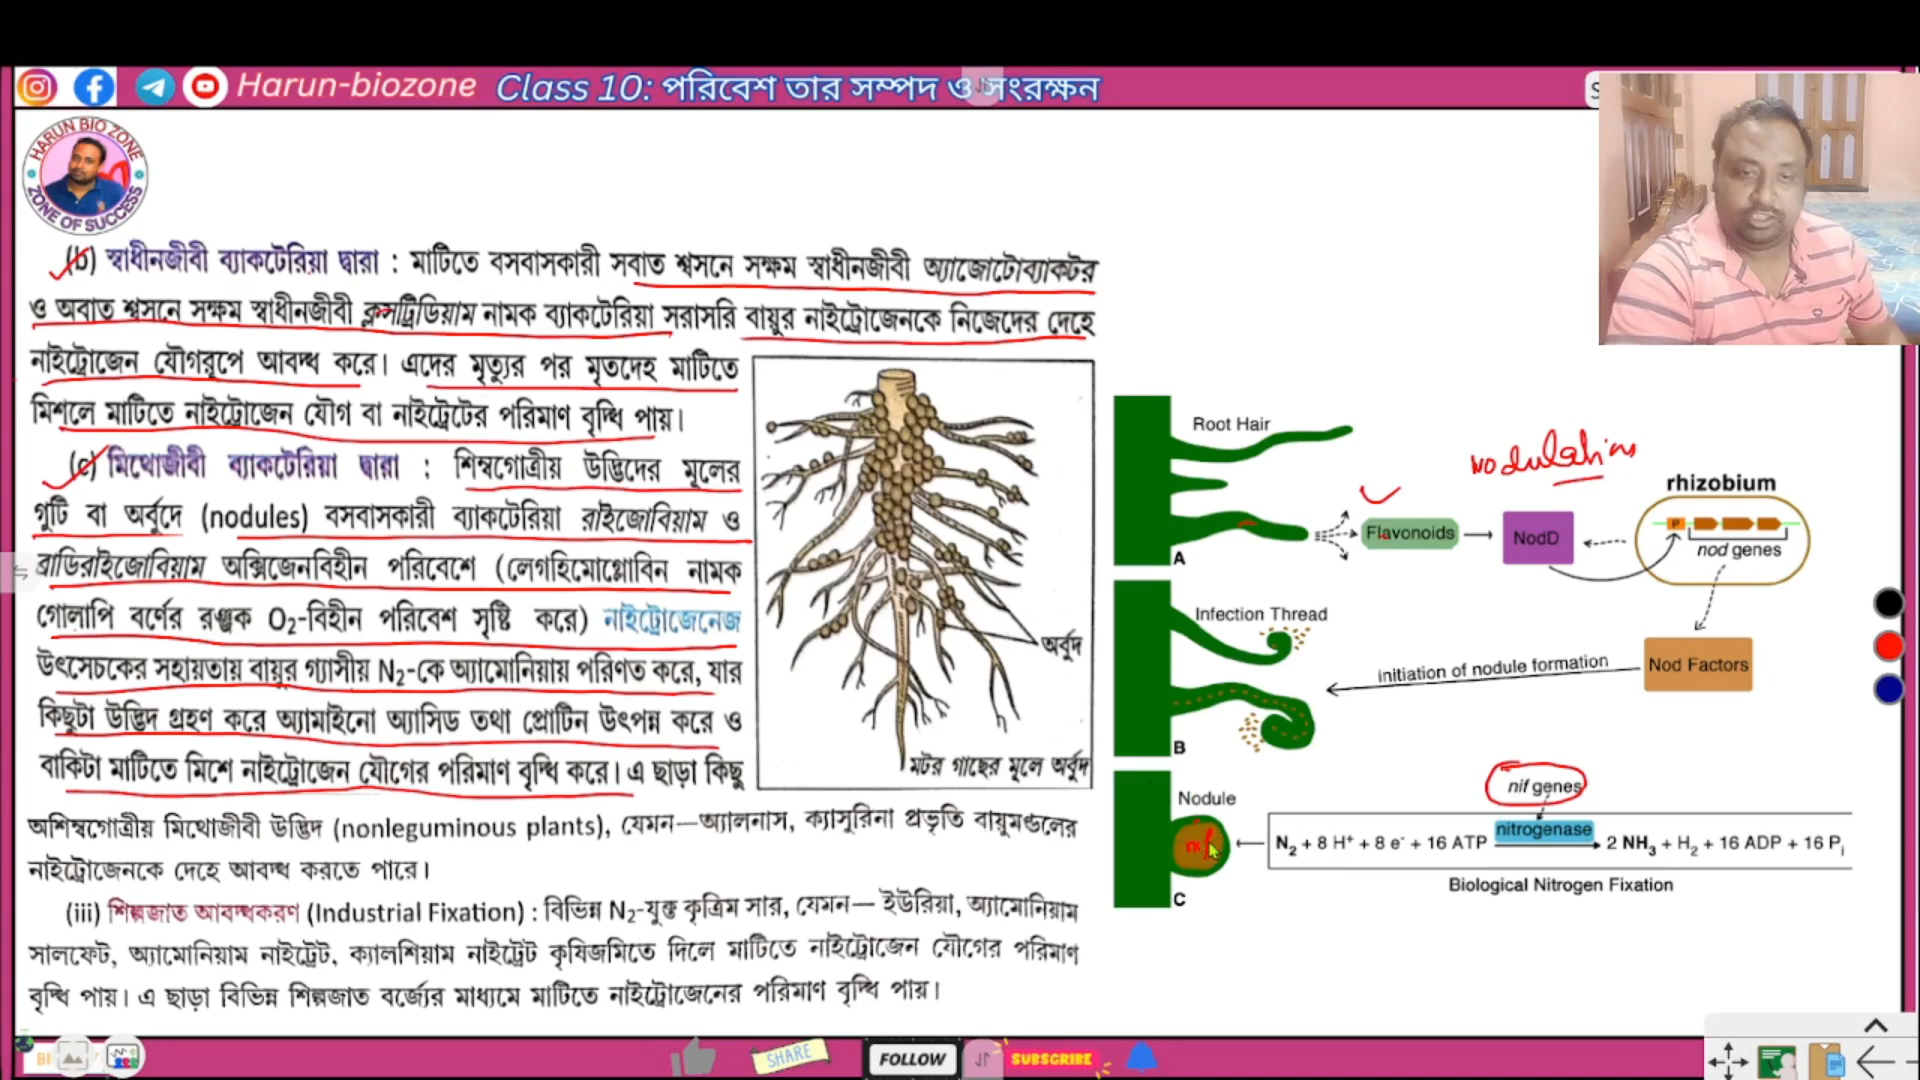 Harun-biozone Class 10: পরিবেশ তার সম্পদ ও সংরক্ষন
HARUN BIO ZONE
ZONE OF SUCCESS
(b) স্বাধীনজীবী ব্যাকটেরিয়া দ্বারা : মাটিতে বসবাসকারী সবাত শ্বসনে সক্ষম স্বাধীনজীবী অ্যাজোটোব্যাকটর
ও অবাত শ্বসনে সক্ষম স্বাধীনজীবী ক্লসট্রিডিয়াম নামক ব্যাকটেরিয়া সরাসরি বায়ুর নাইট্রোজেনকে নিজেদের দেহে
নাইট্রোজেন যৌগরূপে আবদ্ধ করে। এদের মৃত্যুর পর মৃতদেহ মাটিতে
মিশলে মাটিতে নাইট্রোজেন যৌগ বা নাইট্রেটের পরিমাণ বৃদ্ধি পায়।
(c) মিথোজীবী ব্যাকটেরিয়া দ্বারা : শিম্বগোত্রীয় উদ্ভিদের মূলের
গুটি বা অর্বুদে (nodules) বসবাসকারী ব্যাকটেরিয়া রাইজোবিয়াম ও
ব্রাডিরাইজোবিয়াম অক্সিজেনবিহীন পরিবেশে (লেগহিমোগ্লোবিন নামক
গোলাপি বর্ণের রঞ্জক O₂-বিহীন পরিবেশ সৃষ্টি করে) নাইট্রোজেনেজ
উৎসেচকের সহায়তায় বায়ুর গ্যাসীয় N₂-কে অ্যামোনিয়ায় পরিণত করে, যার
কিছুটা উদ্ভিদ গ্রহণ করে অ্যামাইনো অ্যাসিড তথা প্রোটিন উৎপন্ন করে ও
বাকিটা মাটিতে মিশে নাইট্রোজেন যৌগের পরিমাণ বৃদ্ধি করে। এ ছাড়া কিছু
অশিম্বগোত্রীয় মিথোজীবী উদ্ভিদ (nonleguminous plants), যেমন—অ্যালনাস, ক্যাসুরিনা প্রভৃতি বায়ুমণ্ডলের
নাইট্রোজেনকে দেহে আবদ্ধ করতে পারে।
(iii) শিল্পজাত আবদ্ধকরণ (Industrial Fixation) : বিভিন্ন N₂-যুক্ত কৃত্রিম সার, যেমন— ইউরিয়া, অ্যামোনিয়াম
সালফেট, অ্যামোনিয়াম নাইট্রেট, ক্যালশিয়াম নাইট্রেট কৃষিজমিতে দিলে মাটিতে নাইট্রোজেন যৌগের পরিমাণ
বৃদ্ধি পায়। এ ছাড়া বিভিন্ন শিল্পজাত বর্জ্যের মাধ্যমে মাটিতে নাইট্রোজেনের পরিমাণ বৃদ্ধি পায়।
অর্বুদ
মটর গাছের মূলে অর্বুদ
Root Hair
Nodulation
rhizobium
Flavonoids
NodD
P
nod genes
A
Infection Thread
initiation of nodule formation
Nod Factors
B
nif genes
Nodule
nitrogenase
N₂ + 8 H⁺ + 8 e⁻ + 16 ATP 2 NH₃ + H₂ + 16 ADP + 16 Pᵢ
Biological Nitrogen Fixation
C
SHARE
FOLLOW
SUBSCRIBE